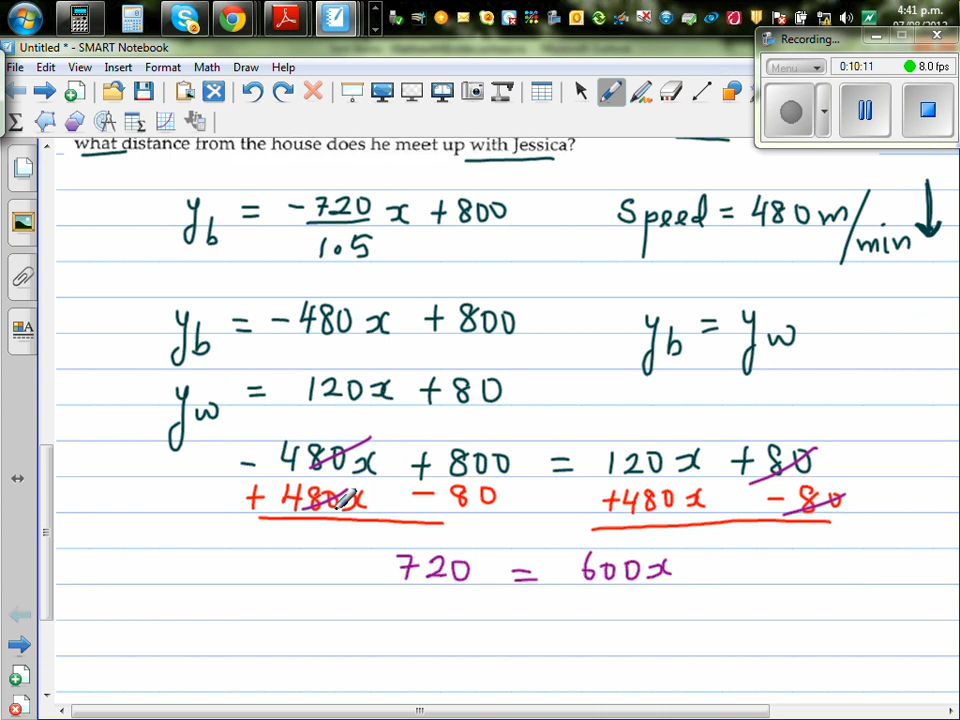 4:41 p.m.
07/08/2012
Untitled * - SMART Notebook
Recording...
File Edit View Insert Format Math Draw Help
Menu 0:10:11 8.0 fps
what distance from the house does he meet up with Jessica?
y_b = -720/1.5 x + 800 Speed = 480 m/min ↓
y_b = -480x + 800 y_b = y_w
y_w = 120x + 80
- 480x + 800 = 120x + 80
+ 480x - 80 +480x - 80
720 = 600x